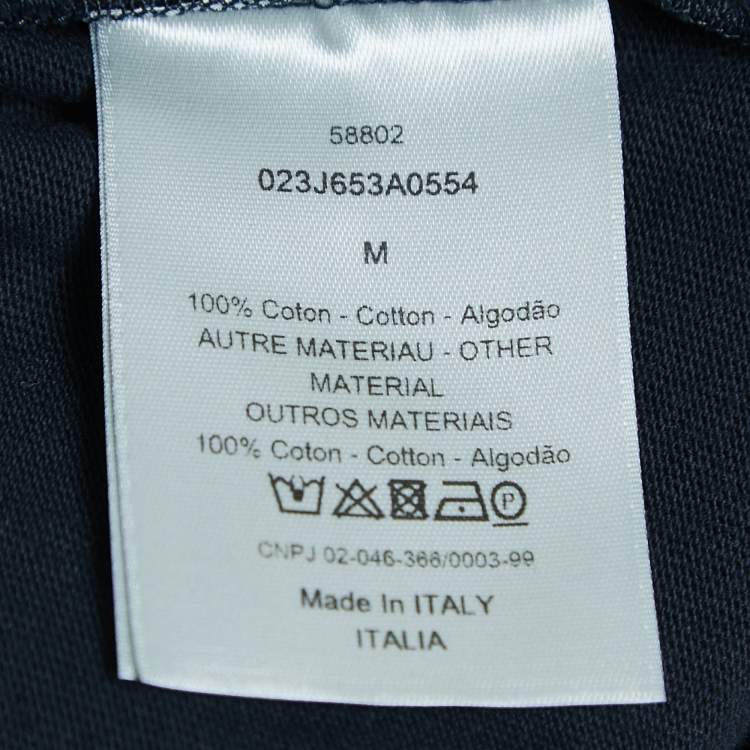 58802
023J653A0554
M
100% Coton - Cotton - Algodão
AUTRE MATERIAU - OTHER
MATERIAL
OUTROS MATERIAIS
100% Coton - Cotton - Algodão
P
CNPJ 02-046-366/0003-99
Made In ITALY
ITALIA